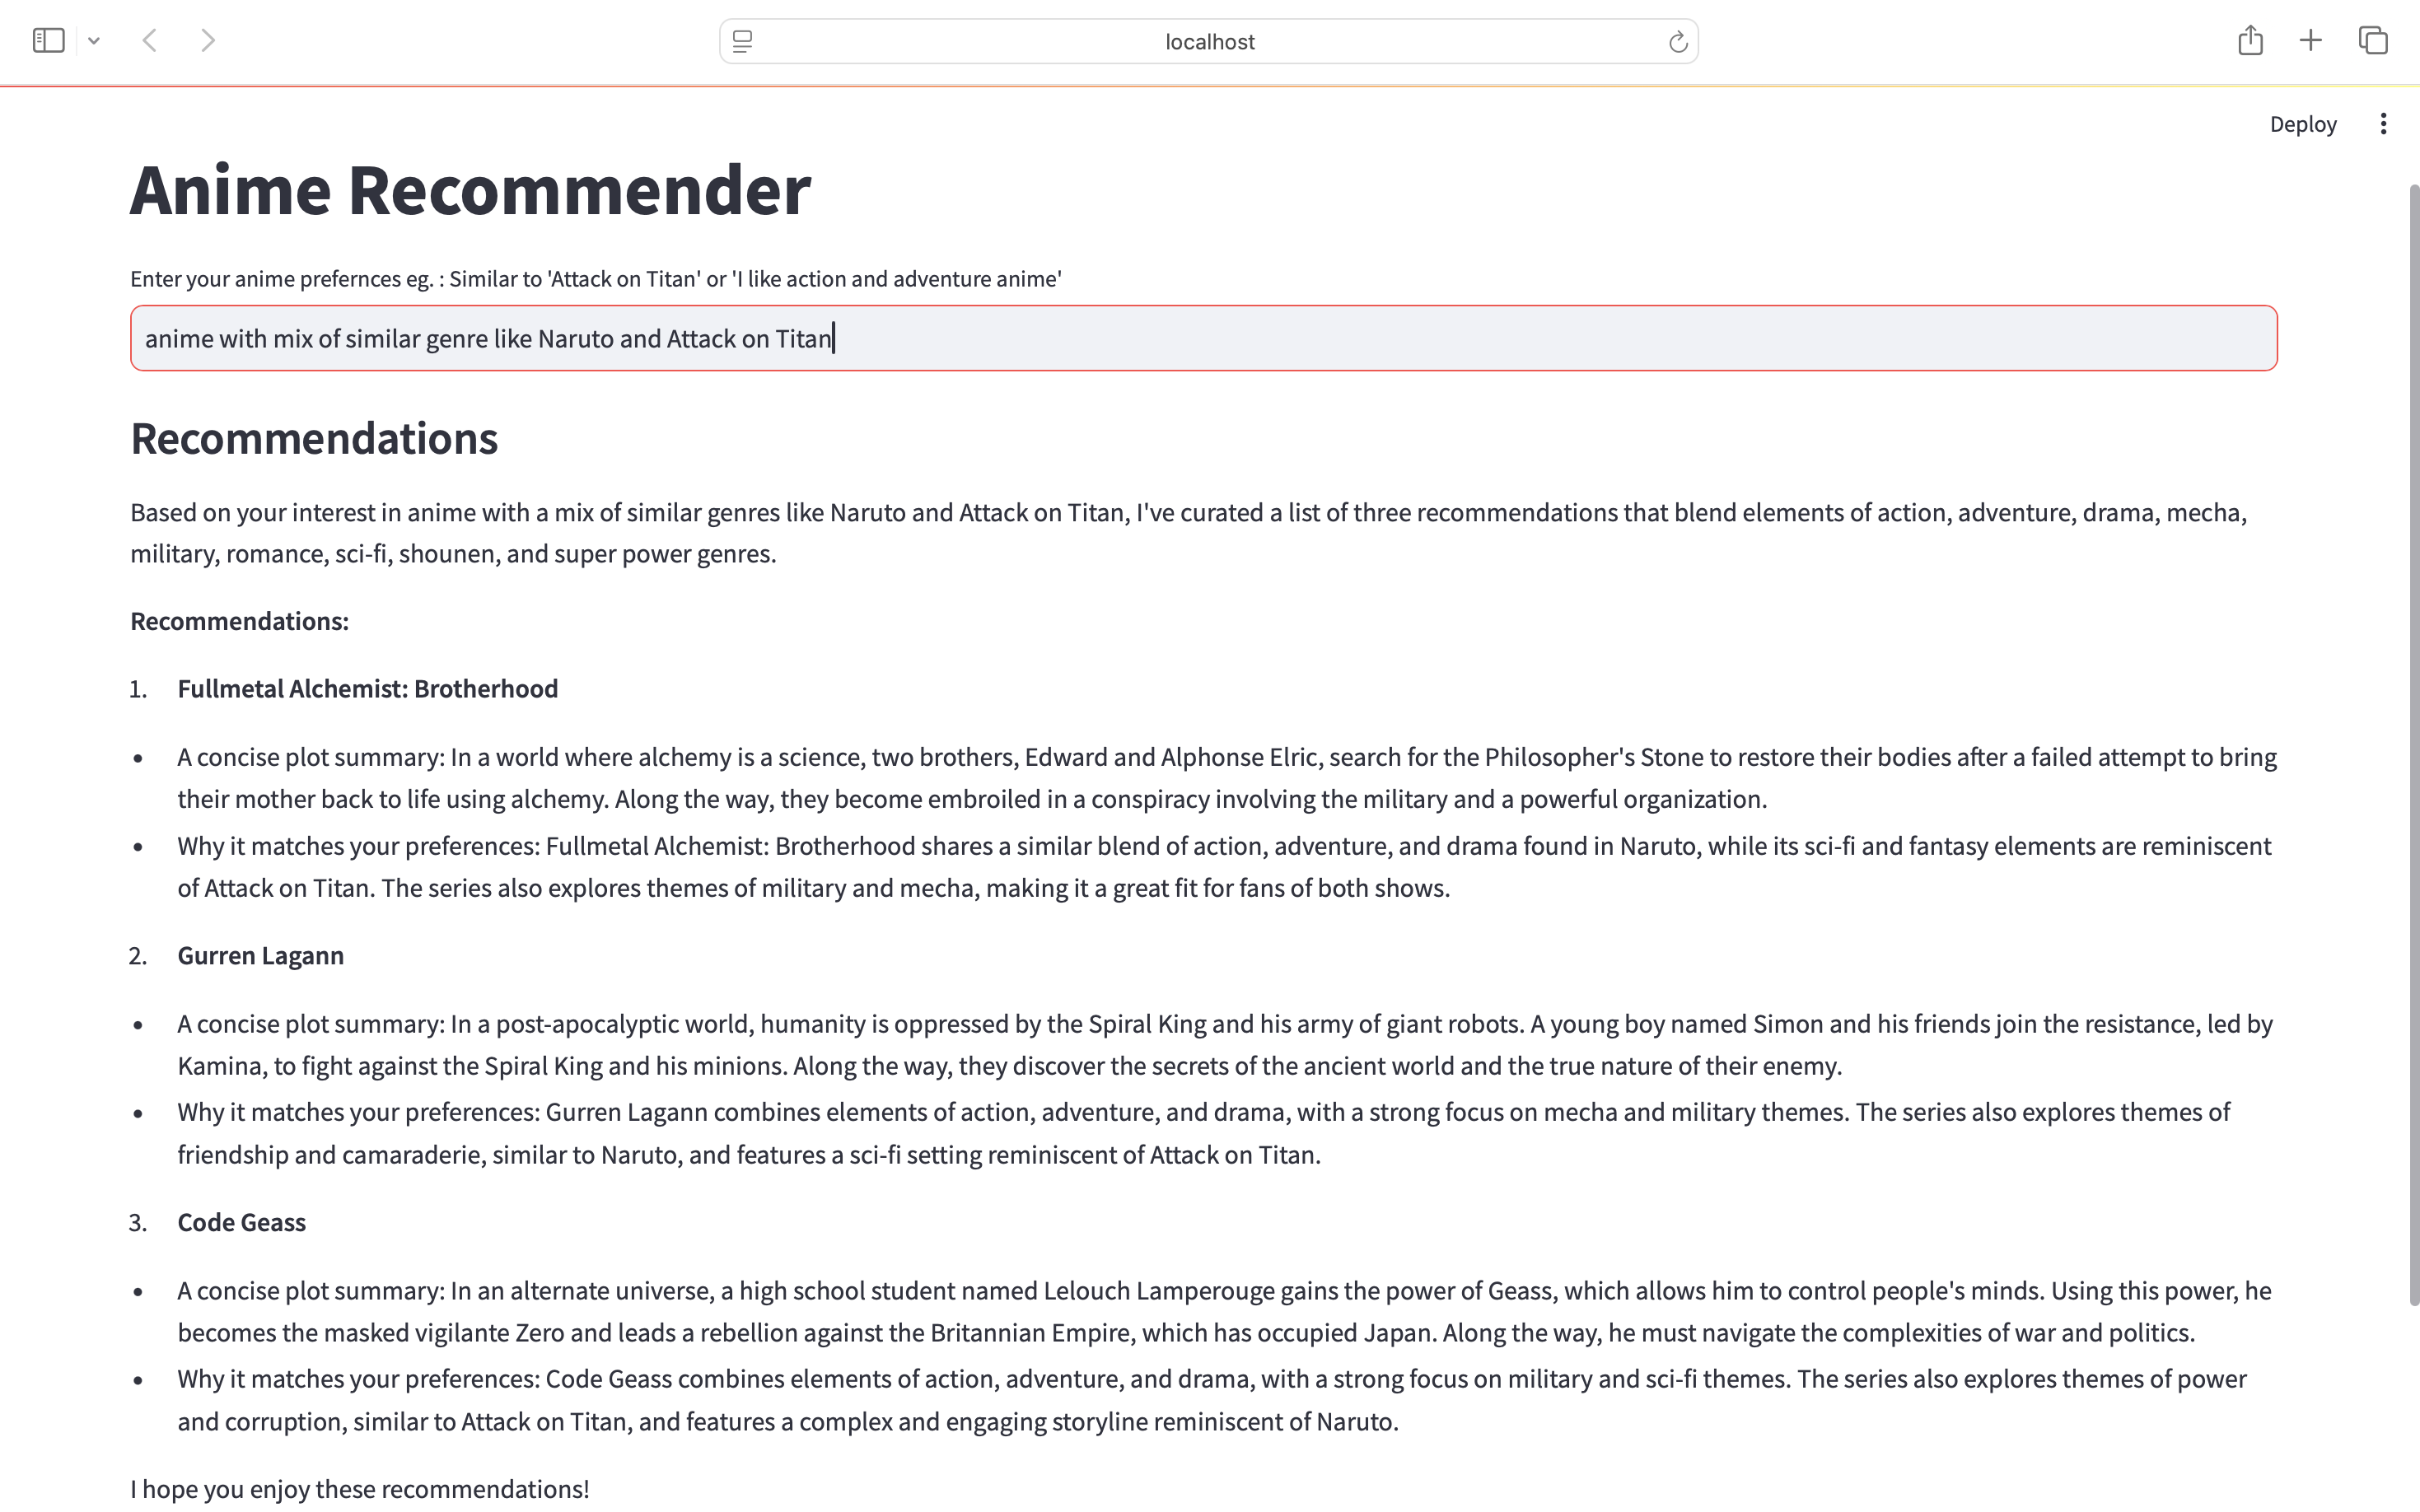 localhost
Deploy
Anime Recommender
Enter your anime prefernces eg. : Similar to 'Attack on Titan' or 'I like action and adventure anime'
anime with mix of similar genre like Naruto and Attack on Titan
Recommendations
Based on your interest in anime with a mix of similar genres like Naruto and Attack on Titan, I've curated a list of three recommendations that blend elements of action, adventure, drama, mecha,
military, romance, sci-fi, shounen, and super power genres.
Recommendations:
1. Fullmetal Alchemist: Brotherhood
• A concise plot summary: In a world where alchemy is a science, two brothers, Edward and Alphonse Elric, search for the Philosopher's Stone to restore their bodies after a failed attempt to bring
their mother back to life using alchemy. Along the way, they become embroiled in a conspiracy involving the military and a powerful organization.
• Why it matches your preferences: Fullmetal Alchemist: Brotherhood shares a similar blend of action, adventure, and drama found in Naruto, while its sci-fi and fantasy elements are reminiscent
of Attack on Titan. The series also explores themes of military and mecha, making it a great fit for fans of both shows.
2. Gurren Lagann
• A concise plot summary: In a post-apocalyptic world, humanity is oppressed by the Spiral King and his army of giant robots. A young boy named Simon and his friends join the resistance, led by
Kamina, to fight against the Spiral King and his minions. Along the way, they discover the secrets of the ancient world and the true nature of their enemy.
• Why it matches your preferences: Gurren Lagann combines elements of action, adventure, and drama, with a strong focus on mecha and military themes. The series also explores themes of
friendship and camaraderie, similar to Naruto, and features a sci-fi setting reminiscent of Attack on Titan.
3. Code Geass
• A concise plot summary: In an alternate universe, a high school student named Lelouch Lamperouge gains the power of Geass, which allows him to control people's minds. Using this power, he
becomes the masked vigilante Zero and leads a rebellion against the Britannian Empire, which has occupied Japan. Along the way, he must navigate the complexities of war and politics.
• Why it matches your preferences: Code Geass combines elements of action, adventure, and drama, with a strong focus on military and sci-fi themes. The series also explores themes of power
and corruption, similar to Attack on Titan, and features a complex and engaging storyline reminiscent of Naruto.
I hope you enjoy these recommendations!